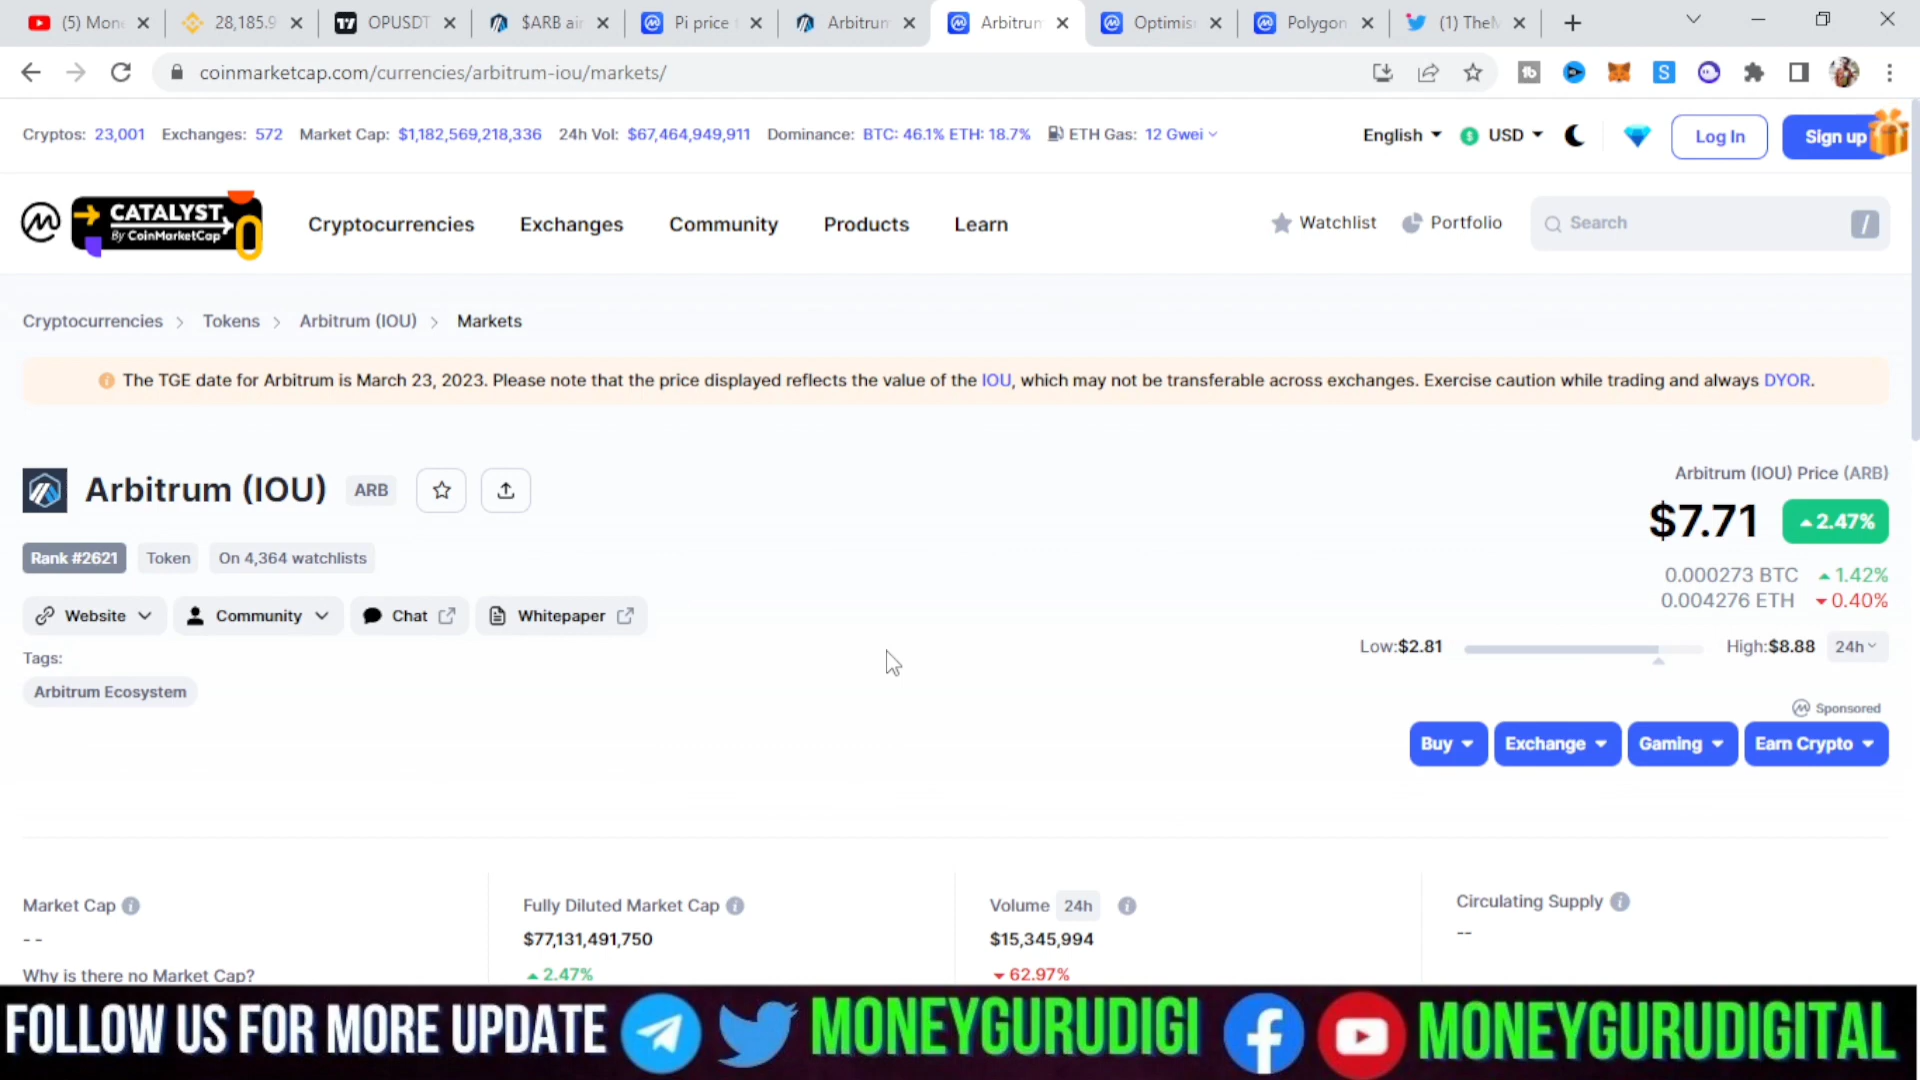 (5) Mon
28,185.9
OPUSDT
$ARB air
Pi price
Arbitrum
Arbitrum
Optimis
Polygon
(1) TheM
coinmarketcap.com/currencies/arbitrum-iou/markets/
Cryptos: 23,001 Exchanges: 572 Market Cap: $1,182,569,218,336 24h Vol: $67,464,949,911 Dominance: BTC: 46.1% ETH: 18.7% ETH Gas: 12 Gwei
English USD Log In Sign up
CATALYST
By CoinMarketCap
Cryptocurrencies Exchanges Community Products Learn
Watchlist Portfolio Search /
Cryptocurrencies > Tokens > Arbitrum (IOU) > Markets
The TGE date for Arbitrum is March 23, 2023. Please note that the price displayed reflects the value of the IOU, which may not be transferable across exchanges. Exercise caution while trading and always DYOR.
Arbitrum (IOU) ARB
Arbitrum (IOU) Price (ARB)
$7.71 2.47%
Rank #2621 Token On 4,364 watchlists
0.000273 BTC 1.42%
0.004276 ETH 0.40%
Website Community Chat Whitepaper
Low:$2.81 High:$8.88 24h
Tags:
Arbitrum Ecosystem
Sponsored
Buy Exchange Gaming Earn Crypto
Market Cap
--
Why is there no Market Cap?
Fully Diluted Market Cap
$77,131,491,750
2.47%
Volume 24h
$15,345,994
62.97%
Circulating Supply
--
FOLLOW US FOR MORE UPDATE MONEYGURUDIGI MONEYGURUDIGITAL